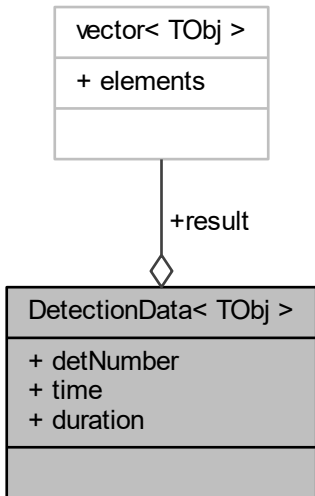 vector< TObj >
+ elements
+result
DetectionData< TObj >
+ detNumber
+ time
+ duration